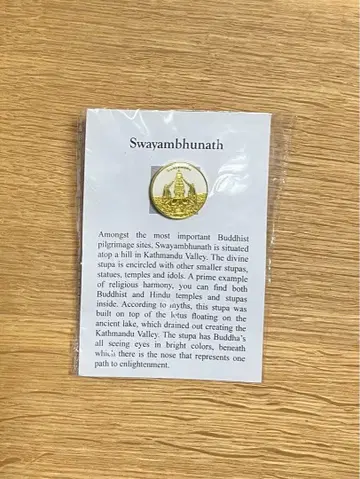 Swayambhunath
Amongst the most important Buddhist
pilgrimage sites, Swayambhunath is situated
atop a hill in Kathmandu Valley. The divine
stupa is encircled with other smaller stupas,
statues, temples and idols. A prime example
of religious harmony, you can find both
Buddhist and Hindu temples and stupas
inside. According to myths, this stupa was
built on top of the lotus floating on the
ancient lake, which drained out creating the
Kathmandu Valley. The stupa has Buddha's
all seeing eyes in bright colors, beneath
which there is the nose that represents one
path to enlightenment.